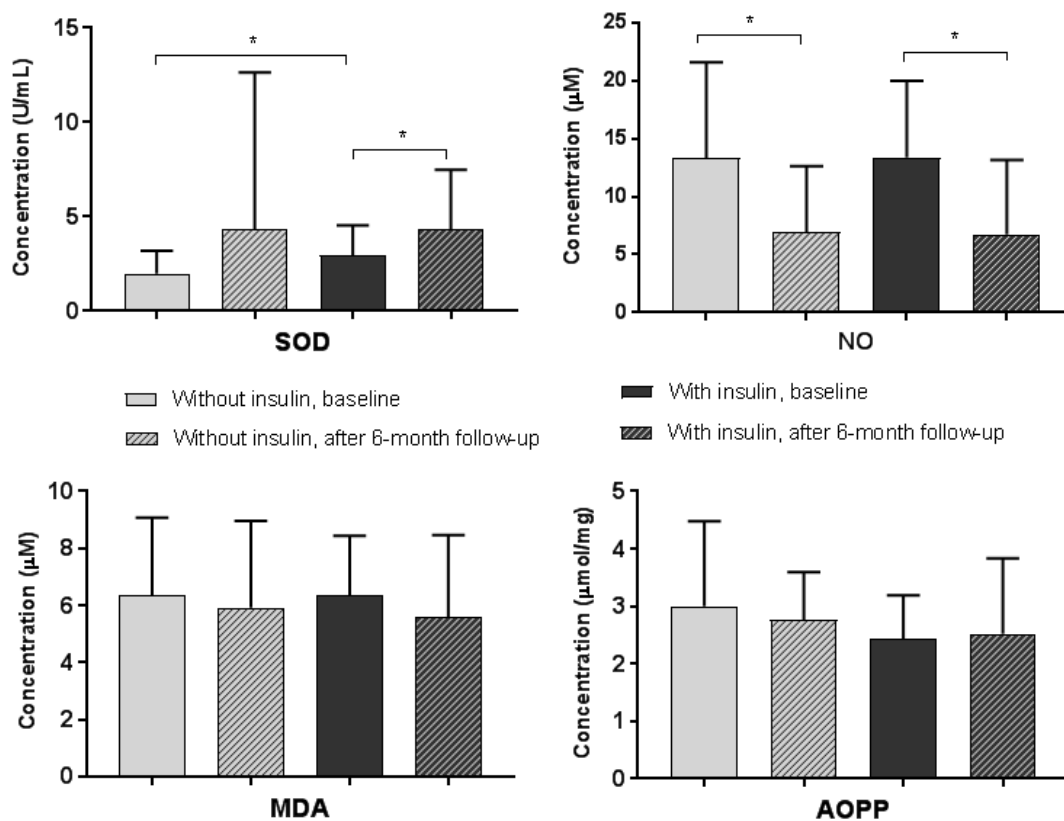 Concentration (U/mL)
15
10
5
0
*
*
SOD
Concentration (µM)
25
20
15
10
5
0
*
*
NO
Without insulin, baseline
Without insulin, after 6-month follow-up
With insulin, baseline
With insulin, after 6-month follow-up
Concentration (µM)
10
8
6
4
2
0
MDA
Concentration (µmol/mg)
5
4
3
2
1
0
AOPP